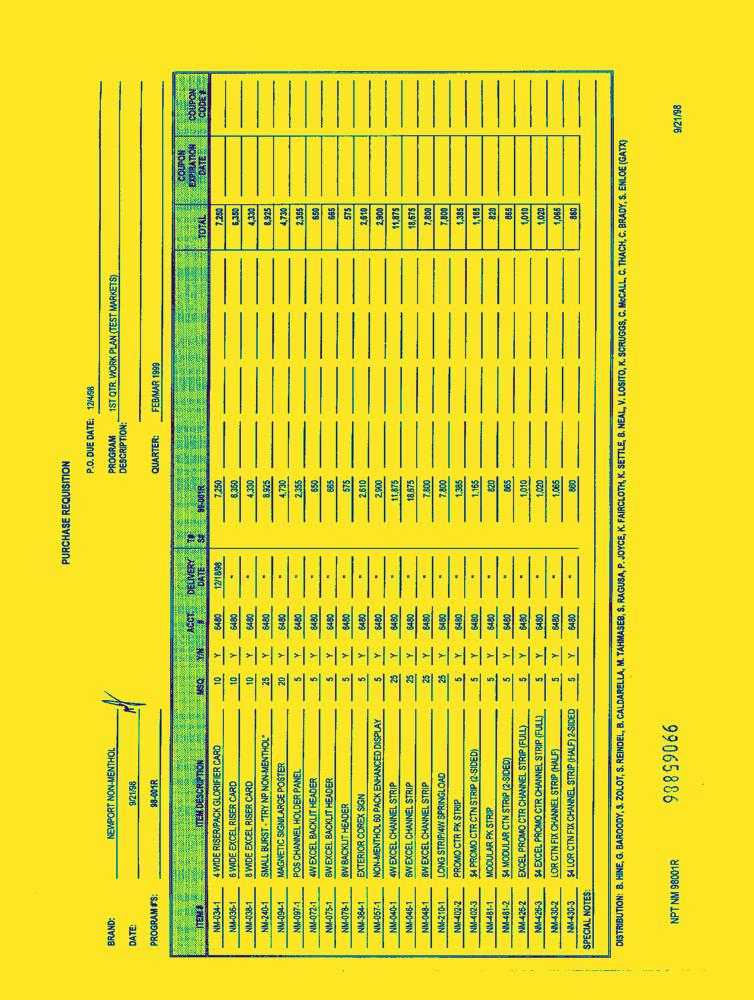 PURCHASE REQUISITION
BRAND: NEWPORT NON-MENTHOL
P.O. DUE DATE: 12/4/98
DATE: 9/21/98
PROGRAM DESCRIPTION: 1ST QTR. WORK PLAN (TEST MARKETS)
PROGRAM #'S: 98-001R
QUARTER: FEB/MAR 1999
ITEM # ITEM DESCRIPTION MSQ Y/N ACCT. # DELIVERY DATE T# S# 99-001R TOTAL COUPON EXPIRATION DATE COUPON CODE #
NM-034-1 4 WIDE RISER/PACK GLORIFIER CARD 10 Y 6480 12/18/98 7,250 7,250
NM-036-1 6 WIDE EXCEL RISER CARD 10 Y 6480 " 6,350 6,350
NM-038-1 8 WIDE EXCEL RISER CARD 10 Y 6480 " 4,330 4,330
NM-240-1 SMALL BURST - "TRY NP NON-MENTHOL" 25 Y 6480 " 8,925 8,925
NM-094-1 MAGNETIC SIGN/LARGE POSTER 20 Y 6480 " 4,730 4,730
NM-097-1 POS CHANNEL HOLDER PANEL 5 Y 6480 " 2,355 2,355
NM-072-1 4W EXCEL BACKLIT HEADER 5 Y 6480 " 650 650
NM-075-1 6W EXCEL BACKLIT HEADER 5 Y 6480 " 665 665
NM-078-1 8W BACKLIT HEADER 5 Y 6480 " 575 575
NM-364-1 EXTERIOR COREX SIGN 5 Y 6480 " 2,610 2,610
NM-057-1 NON-MENTHOL 60 PACK ENHANCED DISPLAY 5 Y 6480 " 2,900 2,900
NM-040-1 4W EXCEL CHANNEL STRIP 25 Y 6480 " 11,875 11,875
NM-046-1 6W EXCEL CHANNEL STRIP 25 Y 6480 " 18,675 18,675
NM-048-1 8W EXCEL CHANNEL STRIP 25 Y 6480 " 7,800 7,800
NM-210-1 LONG STRIP/4W SPRINGLOAD 25 Y 6480 " 7,800 7,800
NM-402-2 PROMO CTR PK STRIP 5 Y 6480 " 1,385 1,385
NM-402-3 $4 PROMO CTR CTN STRIP (2-SIDED) 5 Y 6480 " 1,165 1,165
NM-481-1 MODULAR PK STRIP 5 Y 6480 " 820 820
NM-481-2 $4 MODULAR CTN STRIP (2-SIDED) 5 Y 6480 " 865 865
NM-426-2 EXCEL PROMO CTR CHANNEL STRIP (FULL) 5 Y 6480 " 1,010 1,010
NM-426-3 $4 EXCEL PROMO CTR CHANNEL STRIP (FULL) 5 Y 6480 " 1,020 1,020
NM-430-2 LOR CTN FIX CHANNEL STRIP (HALF) 5 Y 6480 " 1,065 1,065
NM-430-3 $4 LOR CTN FIX CHANNEL STRIP (HALF) 2-SIDED 5 Y 6480 " 860 860
SPECIAL NOTES:
DISTRIBUTION: B. HINE, G. BAROODY, S. ZOLOT, S. REINDEL, B. CALDARELLA, M. TAHMASEB, S. RAGUSA, P. JOYCE, K. FAIRCLOTH, K. SETTLE, B. NEAL, V. LOSITO, K. SCRUGGS, C. McCALL, C. THACH, C. BRADY, S. ENLOE (GATX)
NPT NM 98001R
98859066
9/21/98